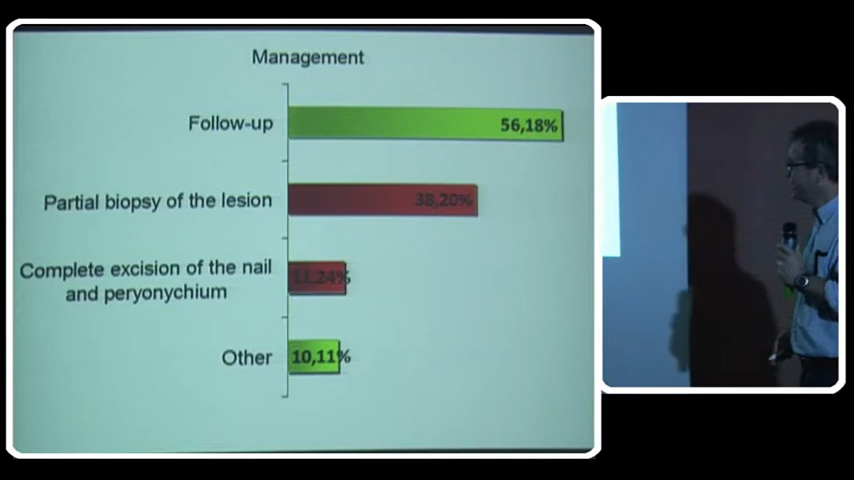 Management
Follow-up
56,18%
Partial biopsy of the lesion
38,20%
Complete excision of the nail
and peryonychium
11,24%
Other
10,11%